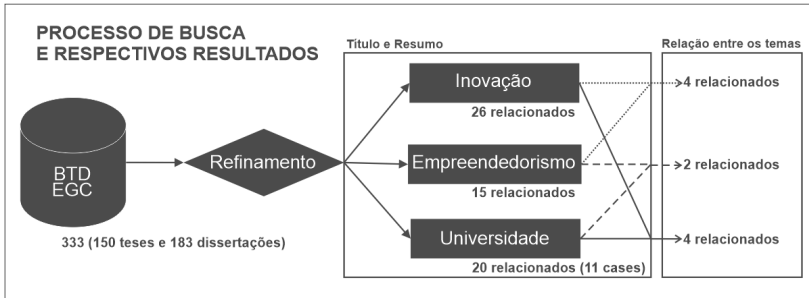 PROCESSO DE BUSCA
E RESPECTIVOS RESULTADOS
Título e Resumo
Relação entre os temas
BTD
EGC
333 (150 teses e 183 dissertações)
Refinamento
Inovação
26 relacionados
Empreendedorismo
15 relacionados
Universidade
20 relacionados (11 cases)
4 relacionados
2 relacionados
4 relacionados